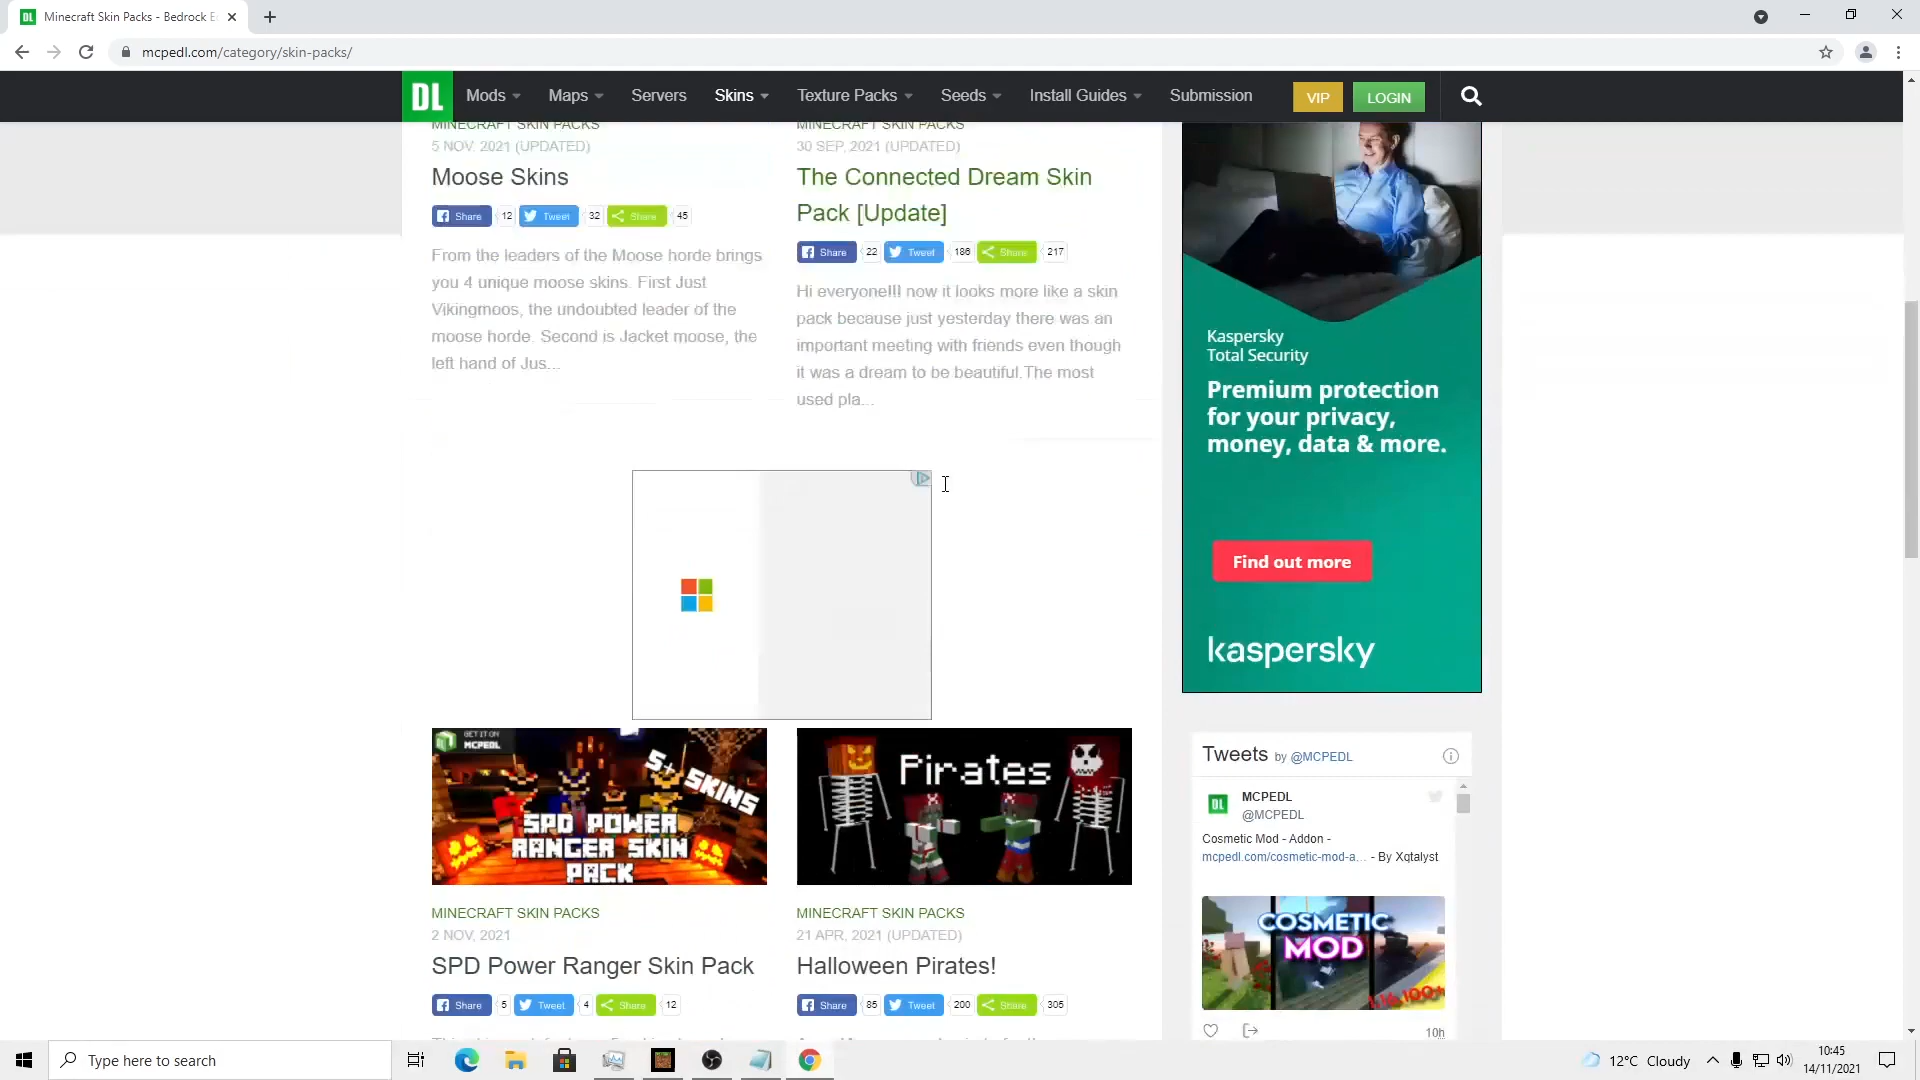 Minecraft Skin Packs - Bedrock E
mcpedl.com/category/skin-packs/
DL Mods Maps Servers Skins Texture Packs Seeds Install Guides Submission VIP LOGIN
MINECRAFT SKIN PACKS
5 NOV, 2021 (UPDATED)
Moose Skins
Share 12 Tweet 32 Share 45
From the leaders of the Moose horde brings
you 4 unique moose skins. First Just
Vikingmoos, the undoubted leader of the
moose horde. Second is Jacket moose, the
left hand of Jus...
MINECRAFT SKIN PACKS
30 SEP, 2021 (UPDATED)
The Connected Dream Skin
Pack [Update]
Share 22 Tweet 186 Share 217
Hi everyone!!! now it looks more like a skin
pack because just yesterday there was an
important meeting with friends even though
it was a dream to be beautiful.The most
used pla...
Kaspersky
Total Security
Premium protection
for your privacy,
money, data & more.
Find out more
kaspersky
GET IT ON
MCPEDL
5+ SKINS
SPD POWER
RANGER SKIN
PACK
MINECRAFT SKIN PACKS
2 NOV, 2021
SPD Power Ranger Skin Pack
Share 5 Tweet 4 Share 12
Pirates
MINECRAFT SKIN PACKS
21 APR, 2021 (UPDATED)
Halloween Pirates!
Share 85 Tweet 200 Share 305
Tweets by @MCPEDL
DL MCPEDL
@MCPEDL
Cosmetic Mod - Addon -
mcpedl.com/cosmetic-mod-a... - By Xqtalyst
COSMETIC
MOD
1.16.100+
10h
Type here to search
12°C Cloudy
10:45
14/11/2021